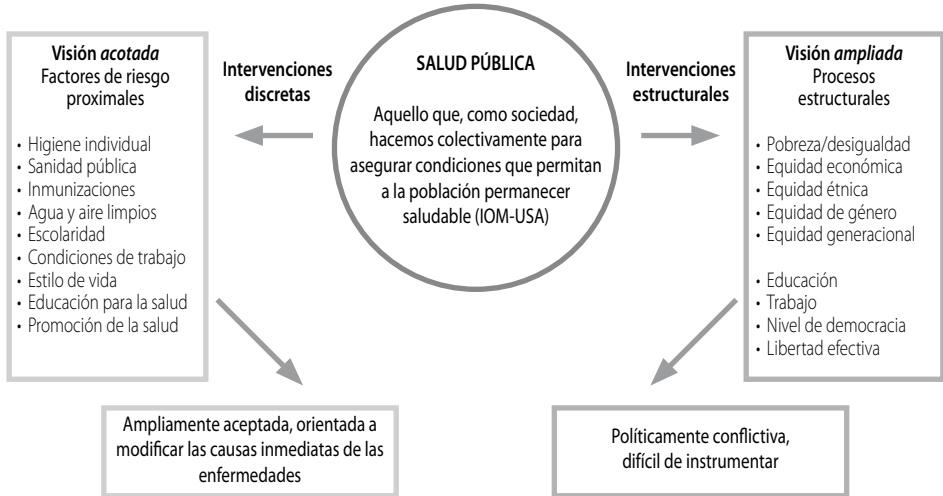 Visión acotada
Factores de riesgo
proximales
• Higiene individual
• Sanidad pública
• Inmunizaciones
• Agua y aire limpios
• Escolaridad
• Condiciones de trabajo
• Estilo de vida
• Educación para la salud
• Promoción de la salud
Intervenciones
discretas
SALUD PÚBLICA
Aquello que, como sociedad,
hacemos colectivamente para
asegurar condiciones que permitan
a la población permanecer
saludable (IOM-USA)
Intervenciones
estructurales
Visión ampliada
Procesos
estructurales
• Pobreza/desigualdad
• Equidad económica
• Equidad étnica
• Equidad de género
• Equidad generacional
• Educación
• Trabajo
• Nivel de democracia
• Libertad efectiva
Ampliamente aceptada, orientada a
modificar las causas inmediatas de las
enfermedades
Políticamente conflictiva,
difícil de instrumentar